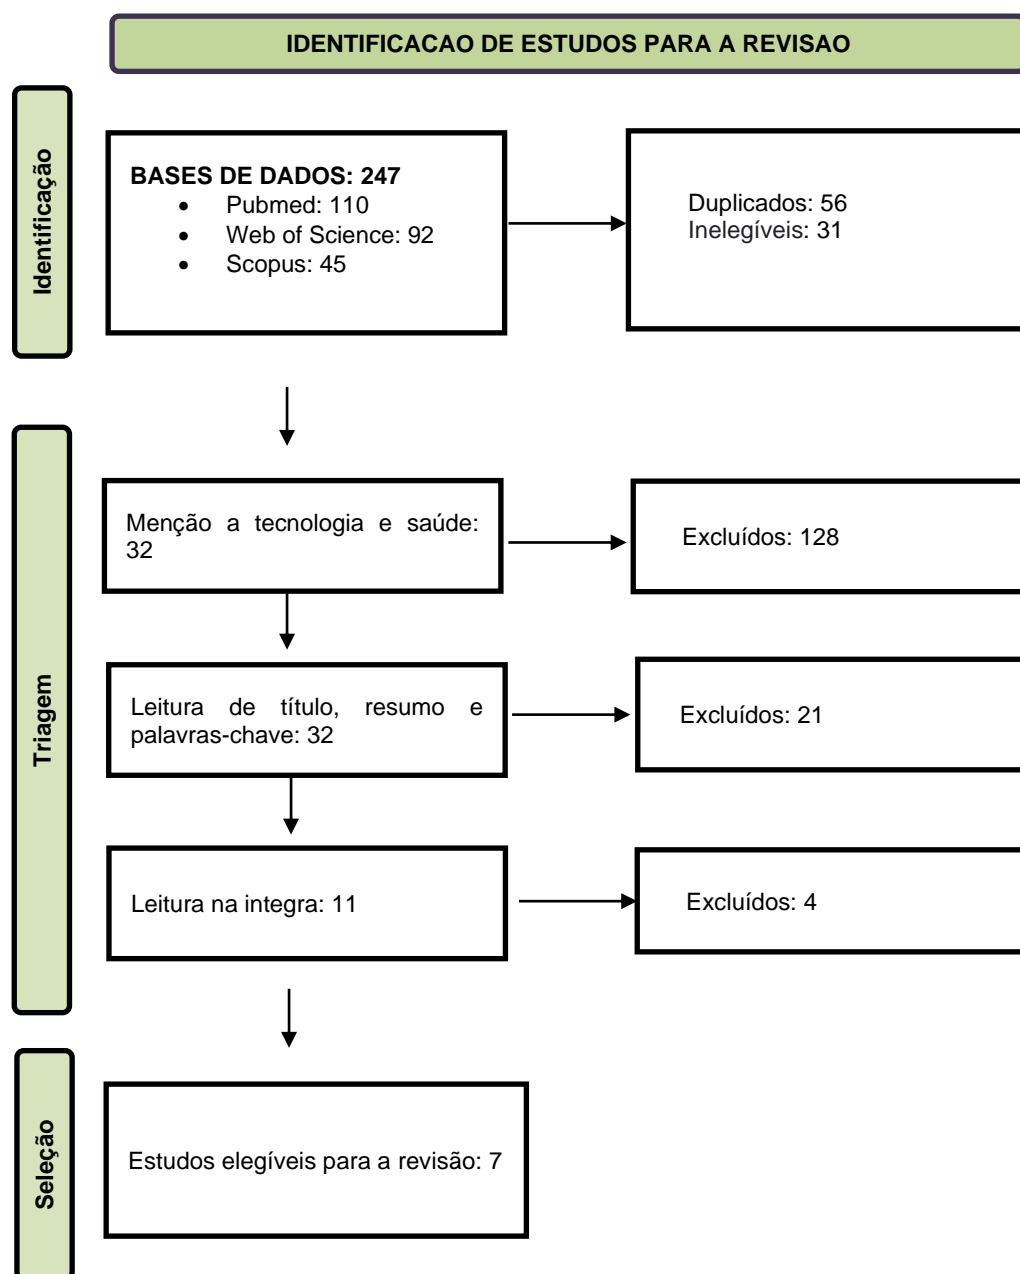 IDENTIFICACAO DE ESTUDOS PARA A REVISAO
Identificação
BASES DE DADOS: 247
• Pubmed: 110
• Web of Science: 92
• Scopus: 45
Duplicados: 56
Inelegíveis: 31
Triagem
Menção a tecnologia e saúde:
32
Excluídos: 128
Leitura de título, resumo e
palavras-chave: 32
Excluídos: 21
Leitura na integra: 11
Excluídos: 4
Seleção
Estudos elegíveis para a revisão: 7